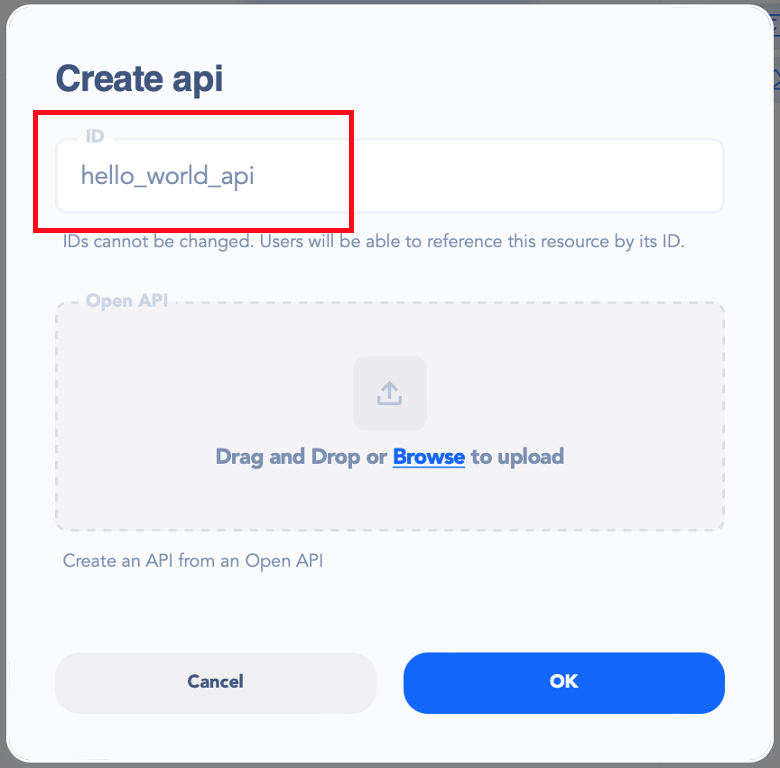 Create api
ID
hello_world_api
IDs cannot be changed. Users will be able to reference this resource by its ID.
Open API
Drag and Drop or Browse to upload
Create an API from an Open API
Cancel
OK